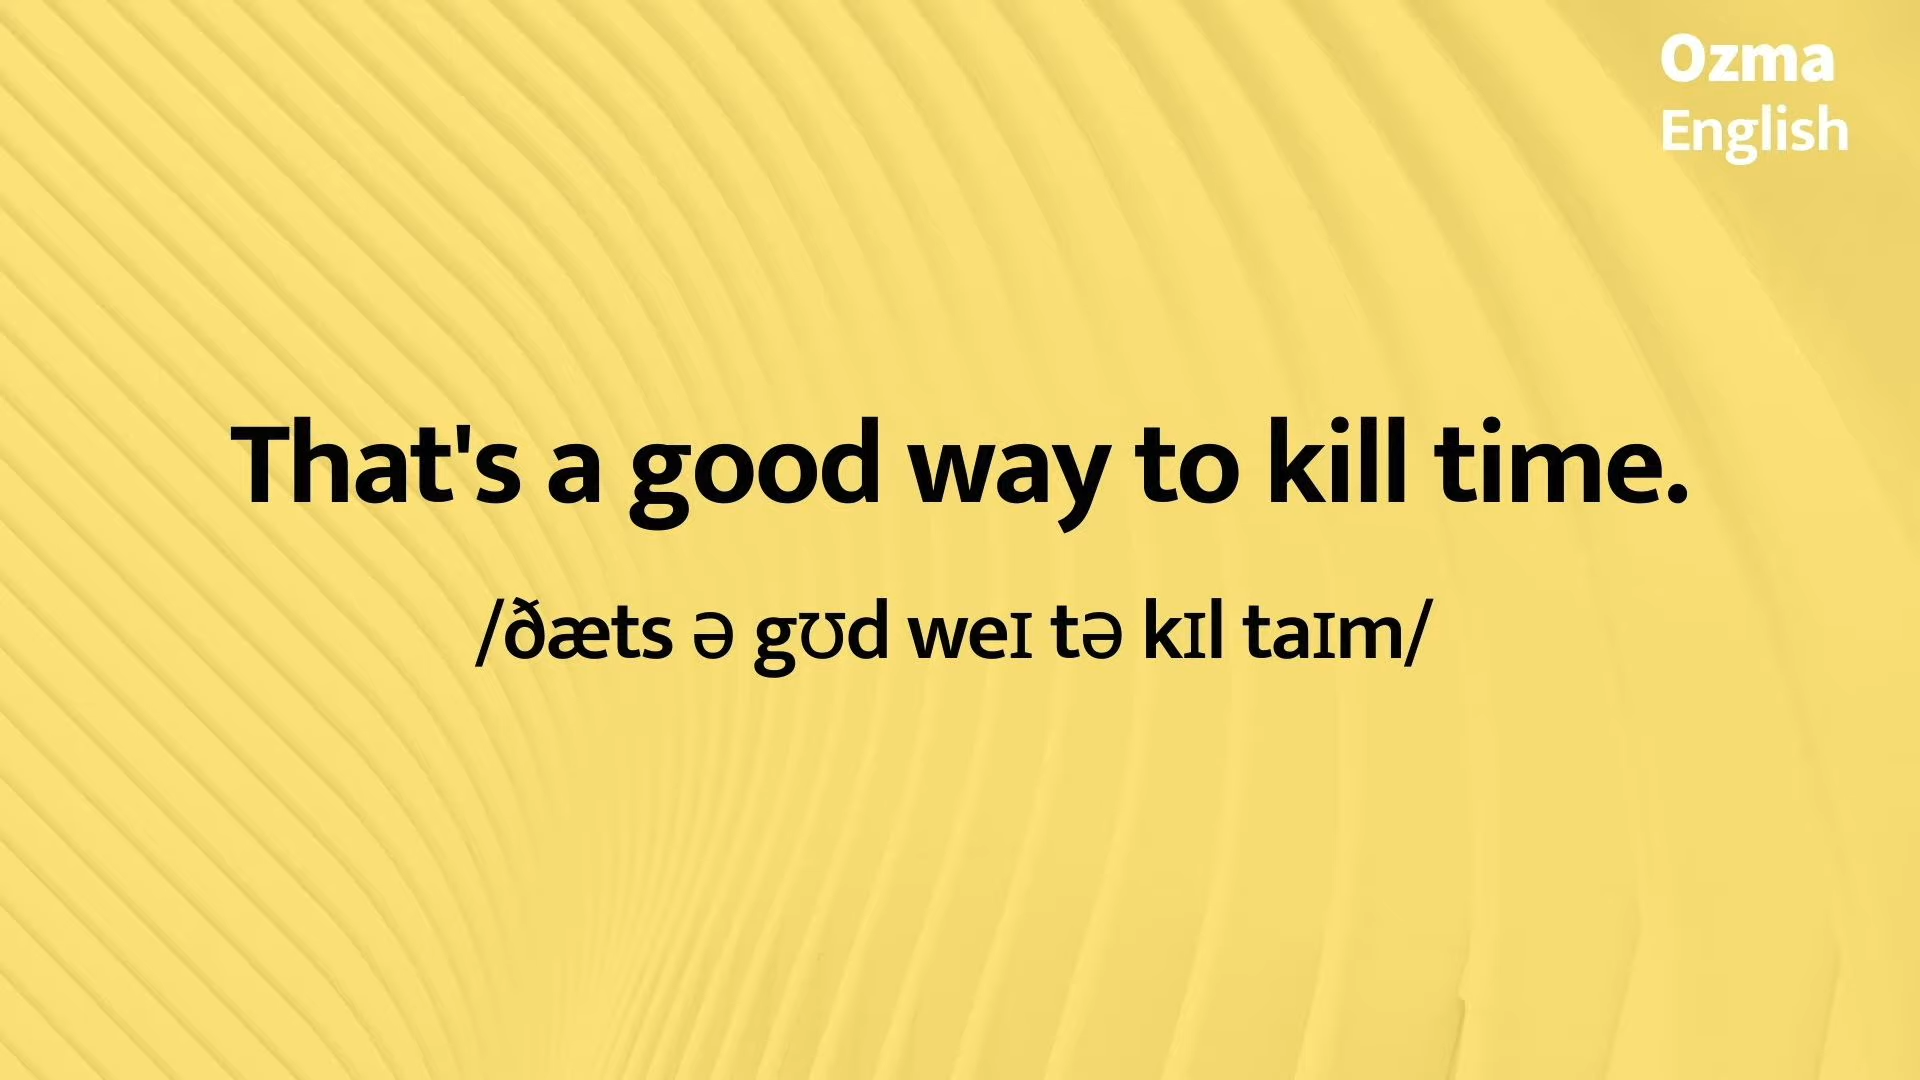 Ozma
English
That's a good way to kill time.
/ðæts ə gʊd weɪ tə kɪl taɪm/